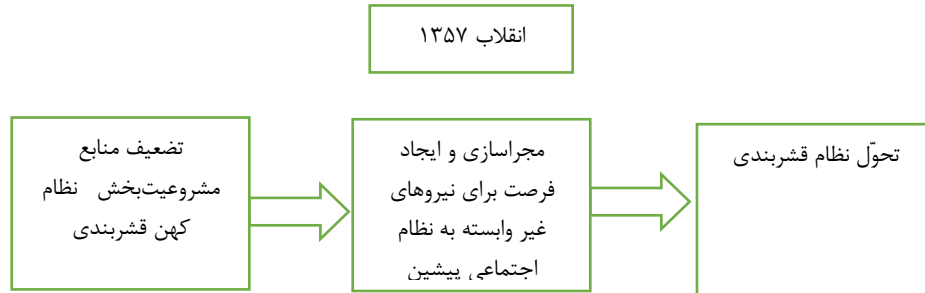 انقلاب ۱۳۵۷
تضعیف منابع
مشروعیت‌بخش نظام
کهن قشربندی
مجراسازی و ایجاد
فرصت برای نیروهای
غیر وابسته به نظام
اجتماعی پیشین
تحوّل نظام قشربندی